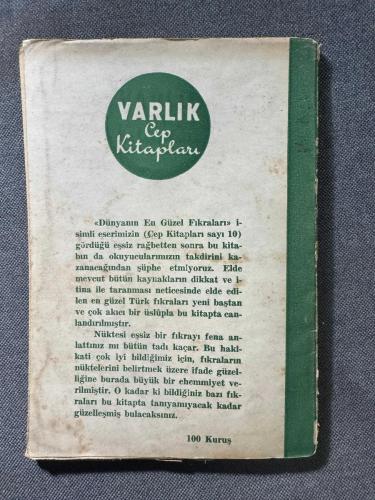 VARLIK
Cep
Kitapları
«Dünyanın En Güzel Fıkraları» i-
simli eserimizin (Cep Kitapları sayı 10)
gördüğü eşsiz rağbetten sonra bu kita-
bın da okuyucularımızın takdirini ka-
zanacağından şüphe etmiyoruz. Elde
mevcut bütün kaynakların dikkat ve i-
tina ile taranması neticesinde elde edi-
len en güzel Türk fıkraları yeni baştan
ve çok akıcı bir üslûpla bu kitapta can-
landırılmıştır.
Nüktesi eşsiz bir fıkrayı fena an-
lattınız mı bütün tadı kaçar. Bu haki-
kati çok iyi bildiğimiz için, fıkraların
nüktelerini belirtmek üzere ifade güzel-
liğine burada büyük bir ehemmiyet ve-
rilmiştir. O kadar ki bildiğiniz bazı fık-
raları bu kitapta tanıyamıyacak kadar
güzelleşmiş bulacaksınız.
100 Kuruş